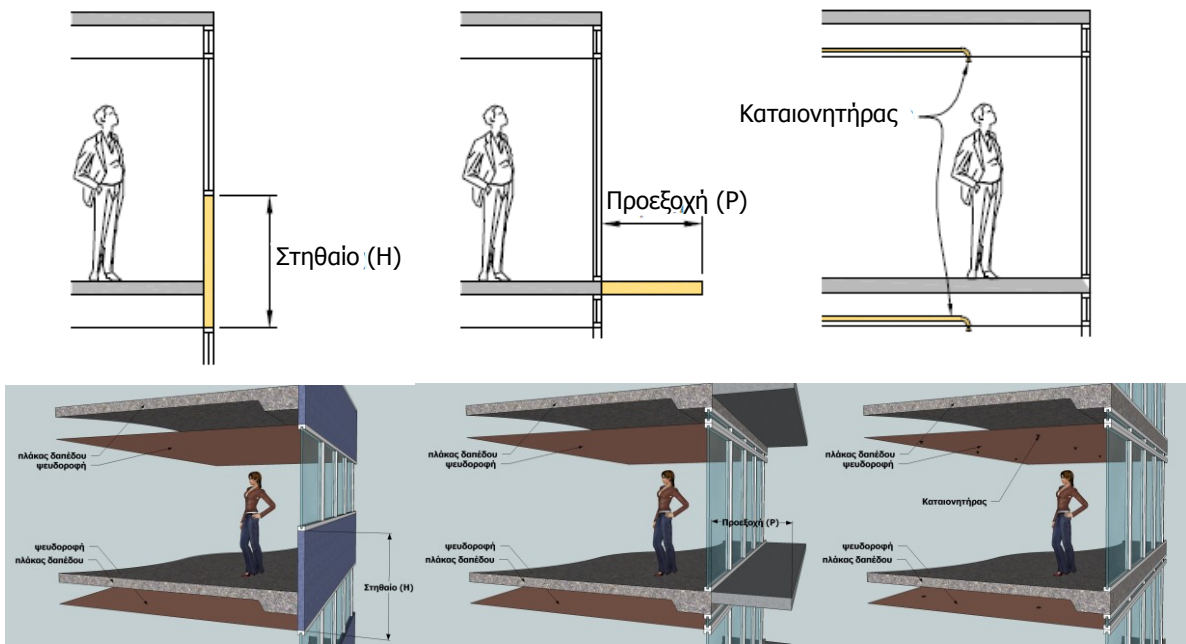 Στηθαίο (H)
Προεξοχή (P)
Καταιονητήρας
πλάκας δαπέδου
ψευδοροφή
ψευδοροφή
πλάκας δαπέδου
Στηθαίο (H)
πλάκας δαπέδου
ψευδοροφή
Προεξοχή (P)
ψευδοροφή
πλάκας δαπέδου
πλάκας δαπέδου
ψευδοροφή
Καταιονητήρας
ψευδοροφή
πλάκας δαπέδου